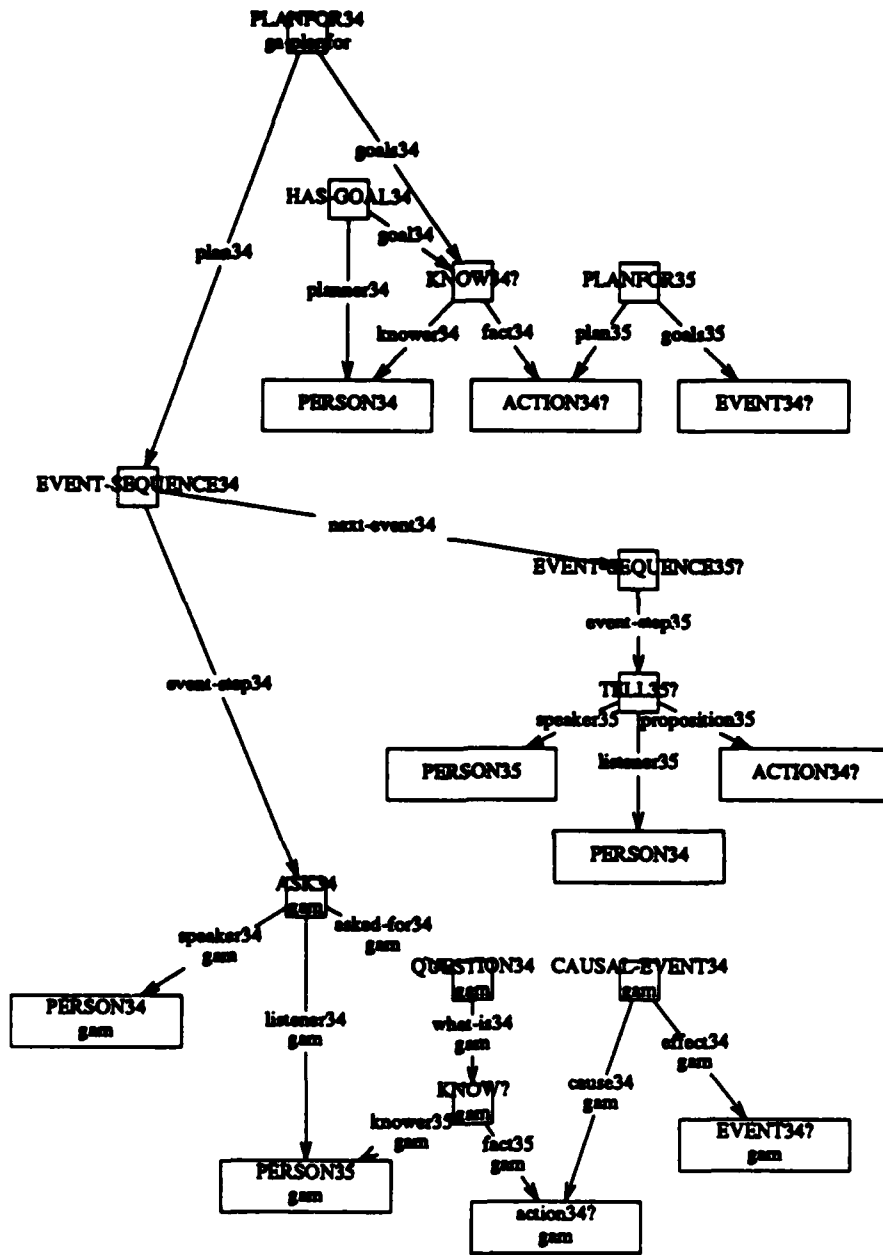 PLANFOR34
ga-planfor
goals34
HAS-GOAL34
goal34
plan34
KNOW34?
PLANFOR35
planner34
knower34
fact34
plan35
goals35
PERSON34
ACTION34?
EVENT34?
EVENT-SEQUENCE34
next-event34
EVENT-SEQUENCE35?
event-step35
event-step34
TELL35?
speaker35
proposition35
PERSON35
listener35
ACTION34?
PERSON34
ASK34
gam
speaker34
gam
asked-for34
gam
QUESTION34
gam
CAUSAL-EVENT34
gam
PERSON34
gam
listener34
gam
what-is34
gam
effect34
gam
cause34
gam
KNOW?
gam
knower35
gam
fact35
gam
EVENT34?
gam
PERSON35
gam
action34?
gam